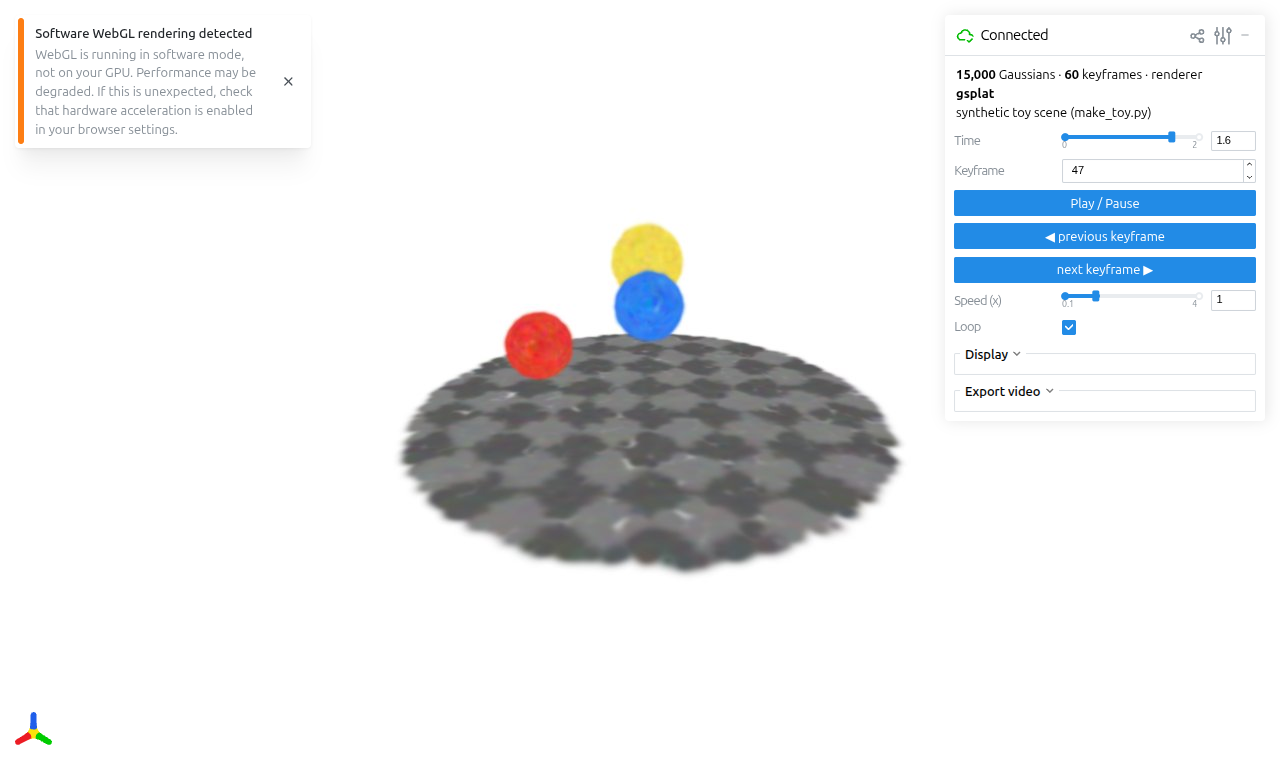 Software WebGL rendering detected
WebGL is running in software mode,
not on your GPU. Performance may be
degraded. If this is unexpected, check
that hardware acceleration is enabled
in your browser settings.
Connected
15,000 Gaussians · 60 keyframes · renderer
gsplat
synthetic toy scene (make_toy.py)
Time 0 2 1.6
Keyframe 47
Play / Pause
◀ previous keyframe
next keyframe ▶
Speed (x) 0.1 4 1
Loop
Display
Export video